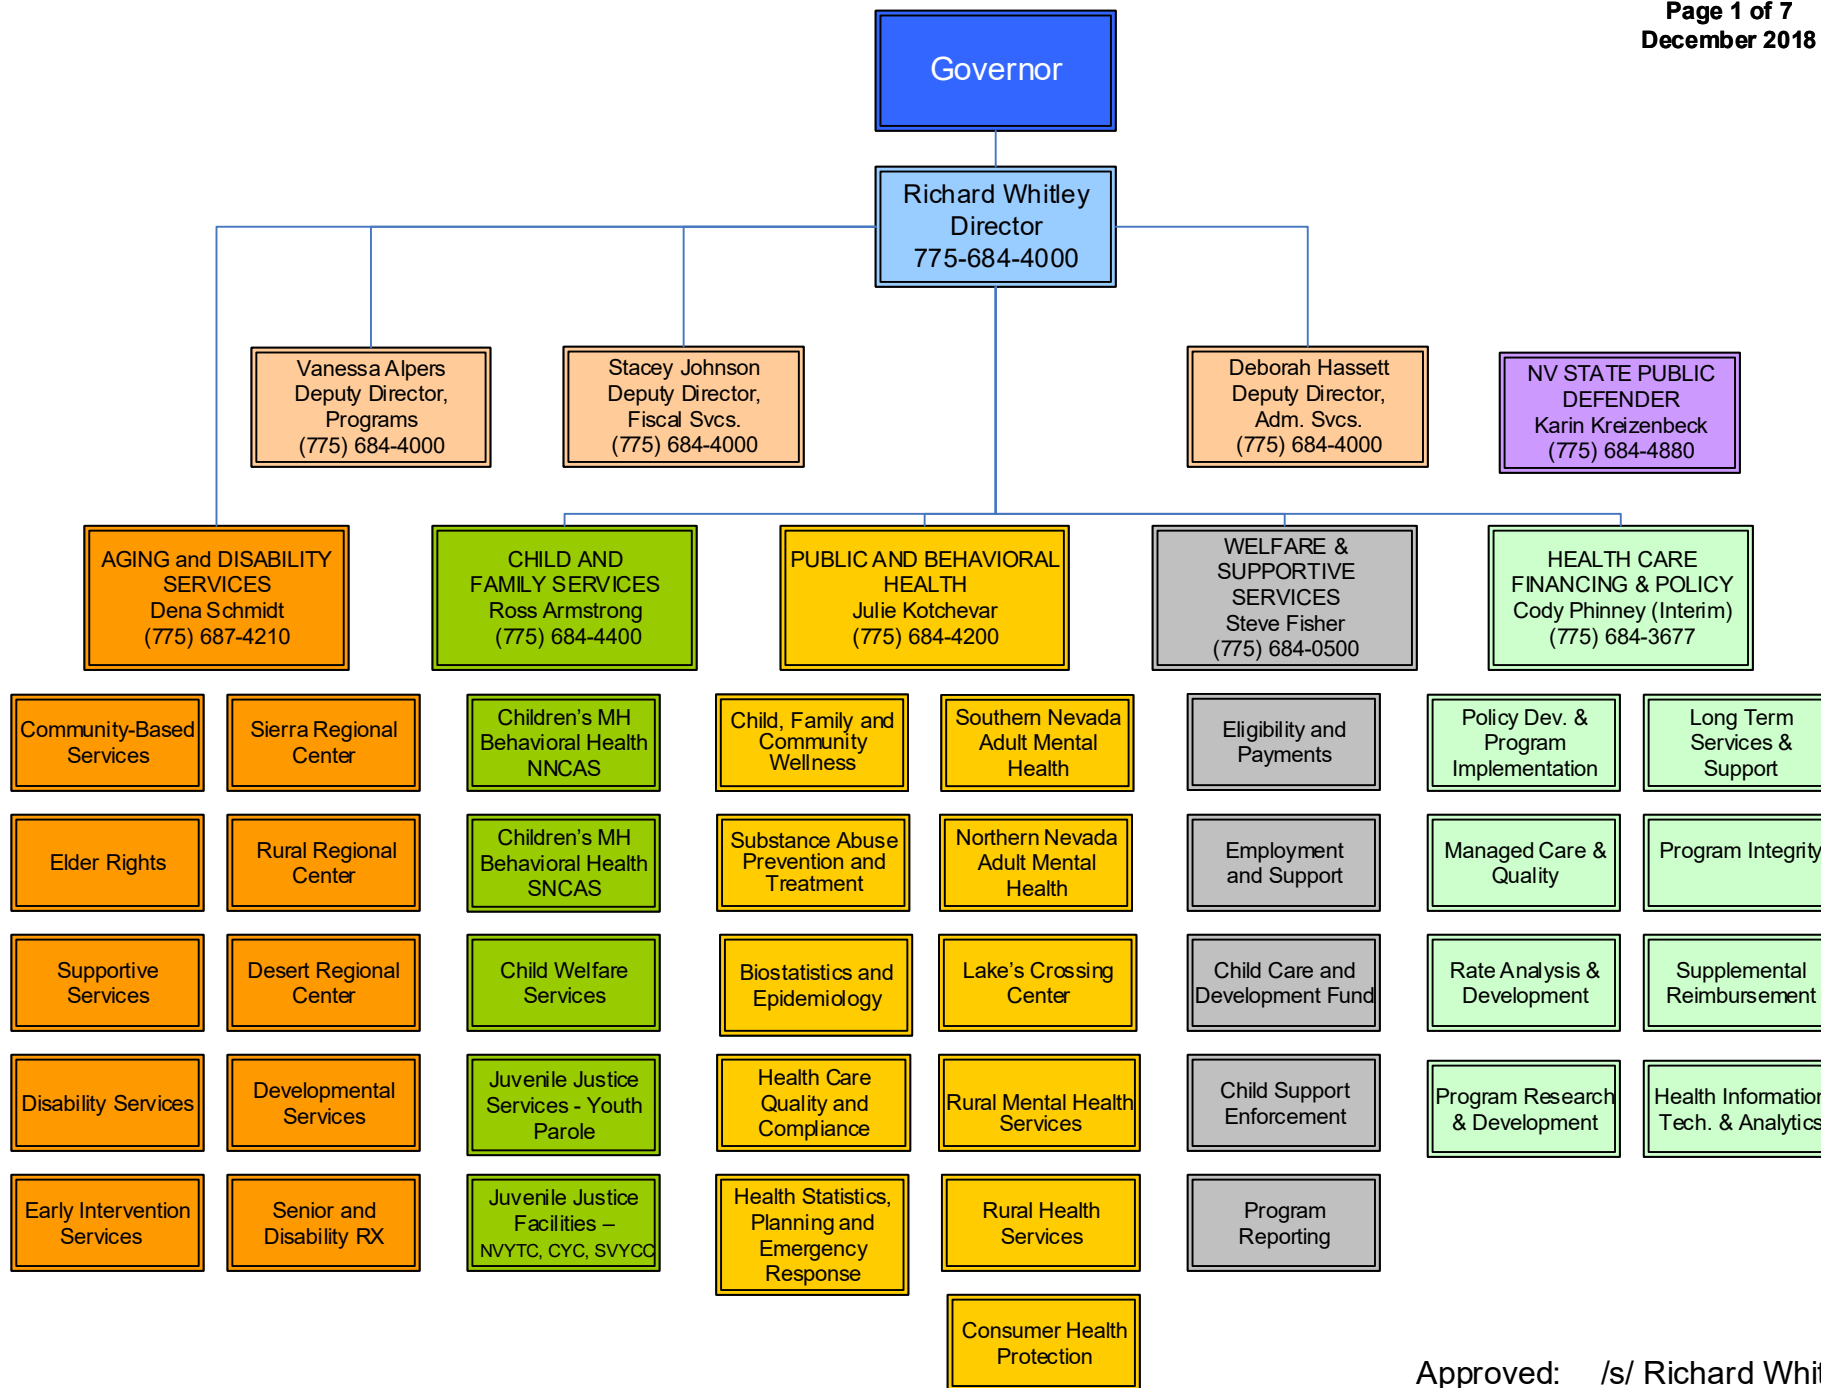 Page 1 of 7
December 2018
Governor
Richard Whitley
Director
775-684-4000
Vanessa Alpers
Deputy Director,
Programs
(775) 684-4000
Stacey Johnson
Deputy Director,
Fiscal Svcs.
(775) 684-4000
Deborah Hassett
Deputy Director,
Adm. Svcs.
(775) 684-4000
NV STATE PUBLIC
DEFENDER
Karin Kreizenbeck
(775) 684-4880
AGING and DISABILITY
SERVICES
Dena Schmidt
(775) 687-4210
CHILD AND
FAMILY SERVICES
Ross Armstrong
(775) 684-4400
PUBLIC AND BEHAVIORAL
HEALTH
Julie Kotchevar
(775) 684-4200
WELFARE &
SUPPORTIVE
SERVICES
Steve Fisher
(775) 684-0500
HEALTH CARE
FINANCING & POLICY
Cody Phinney (Interim)
(775) 684-3677
Community-Based
Services
Sierra Regional
Center
Children's MH
Behavioral Health
NNCAS
Child, Family and
Community
Wellness
Southern Nevada
Adult Mental
Health
Eligibility and
Payments
Policy Dev. &
Program
Implementation
Long Term
Services &
Support
Elder Rights
Rural Regional
Center
Children's MH
Behavioral Health
SNCAS
Substance Abuse
Prevention and
Treatment
Northern Nevada
Adult Mental
Health
Employment
and Support
Managed Care &
Quality
Program Integrity
Supportive
Services
Desert Regional
Center
Child Welfare
Services
Biostatistics and
Epidemiology
Lake's Crossing
Center
Child Care and
Development Fund
Rate Analysis &
Development
Supplemental
Reimbursement
Disability Services
Developmental
Services
Juvenile Justice
Services - Youth
Parole
Health Care
Quality and
Compliance
Rural Mental Health
Services
Child Support
Enforcement
Program Research
& Development
Health Information
Tech. & Analytics
Early Intervention
Services
Senior and
Disability RX
Juvenile Justice
Facilities –
NVYTC, CYC, SVYCC
Health Statistics,
Planning and
Emergency
Response
Rural Health
Services
Program
Reporting
Consumer Health
Protection
Approved: /s/ Richard Whit